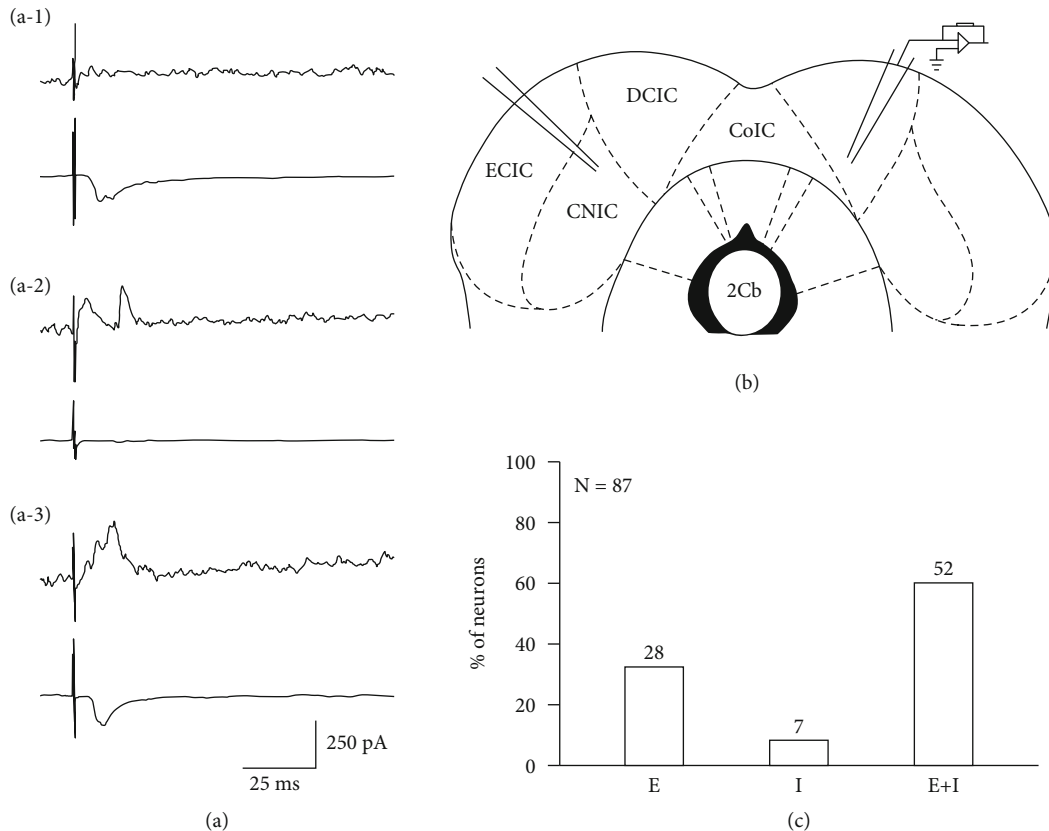 (a-1)
(a-2)
(a-3)
250 pA
25 ms
(a)
DCIC
CoIC
ECIC
CNIC
2Cb
(b)
100
N = 87
80
60
40
20
0
% of neurons
28
7
52
E
I
E+I
(c)